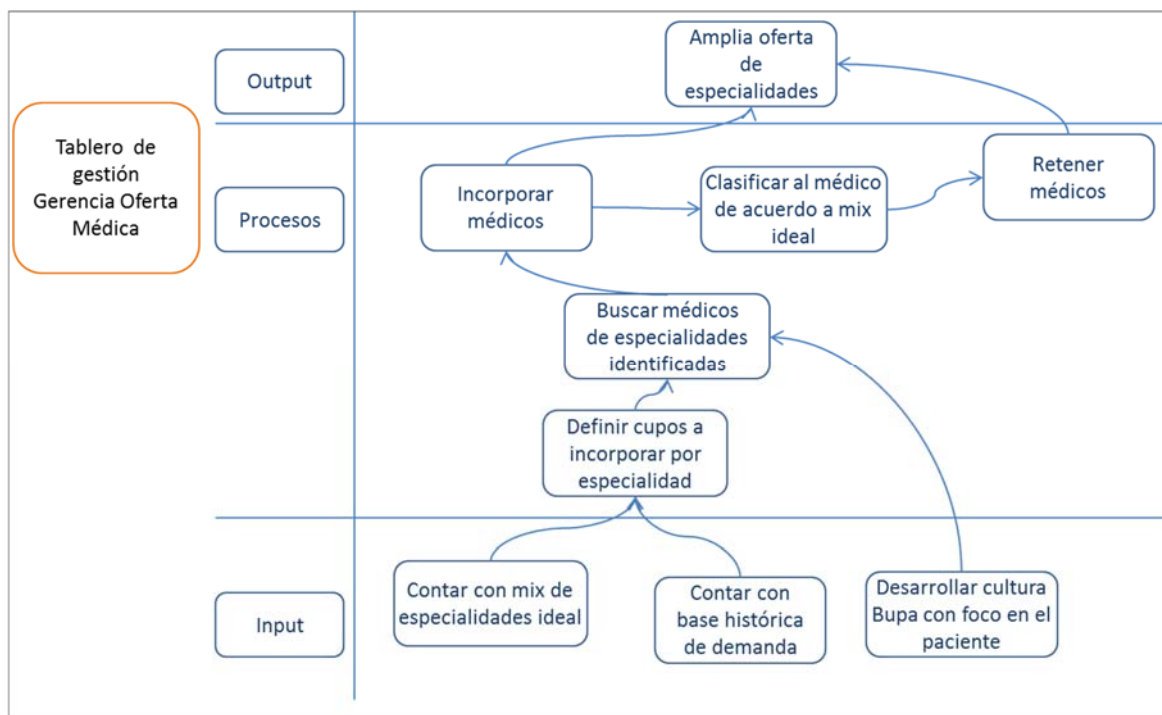 Tablero de
gestión
Gerencia Oferta
Médica
Output
Amplia oferta
de
especialidades
Procesos
Incorporar
médicos
Clasificar al médico
de acuerdo a mix
ideal
Retener
médicos
Buscar médicos
de especialidades
identificadas
Definir cupos a
incorporar por
especialidad
Input
Contar con mix de
especialidades ideal
Contar con
base histórica
de demanda
Desarrollar cultura
Bupa con foco en el
paciente